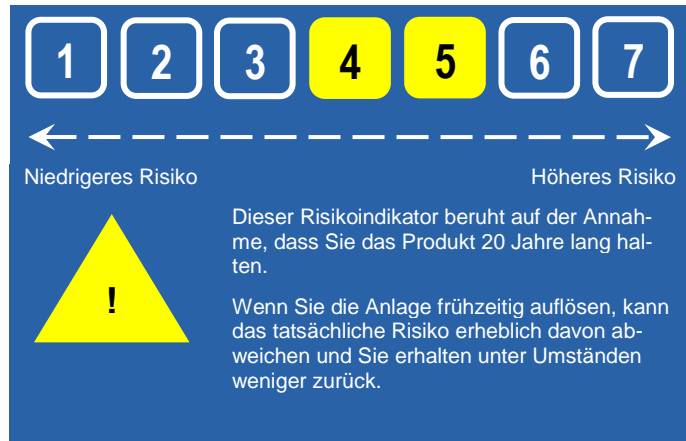 1 2 3 4 5 6 7
Niedrigeres Risiko Höheres Risiko
Dieser Risikoindikator beruht auf der Annah-
me, dass Sie das Produkt 20 Jahre lang hal-
ten.
!
Wenn Sie die Anlage frühzeitig auflösen, kann
das tatsächliche Risiko erheblich davon ab-
weichen und Sie erhalten unter Umständen
weniger zurück.